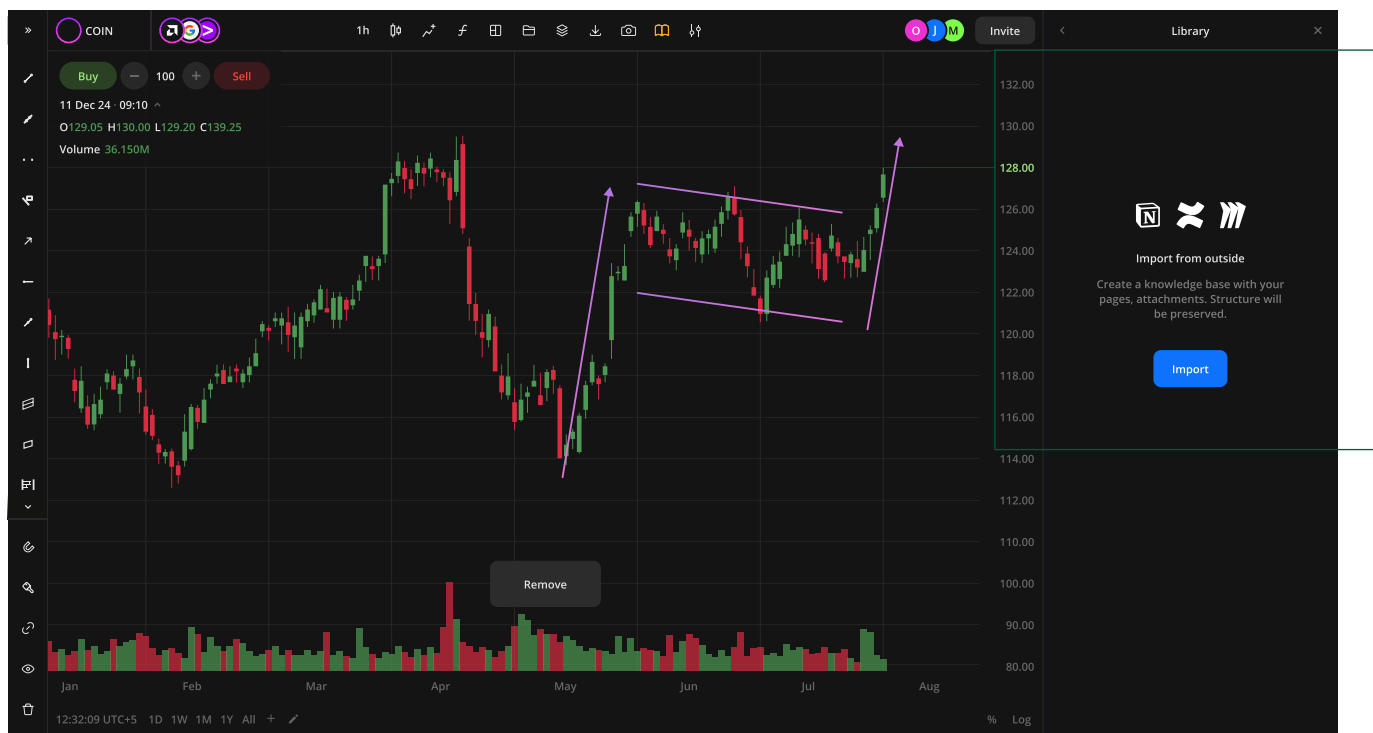 COIN
1h
O J M
Invite
Library
Buy
100
Sell
11 Dec 24 · 09:10
O129.05 H130.00 L129.20 C139.25
Volume 36.150M
132.00
130.00
128.00
126.00
124.00
122.00
120.00
118.00
116.00
114.00
112.00
110.00
100.00
90.00
80.00
Import from outside
Create a knowledge base with your
pages, attachments. Structure will
be preserved.
Import
Remove
Jan Feb Mar Apr May Jun Jul Aug
12:32:09 UTC+5 1D 1W 1M 1Y All + % Log